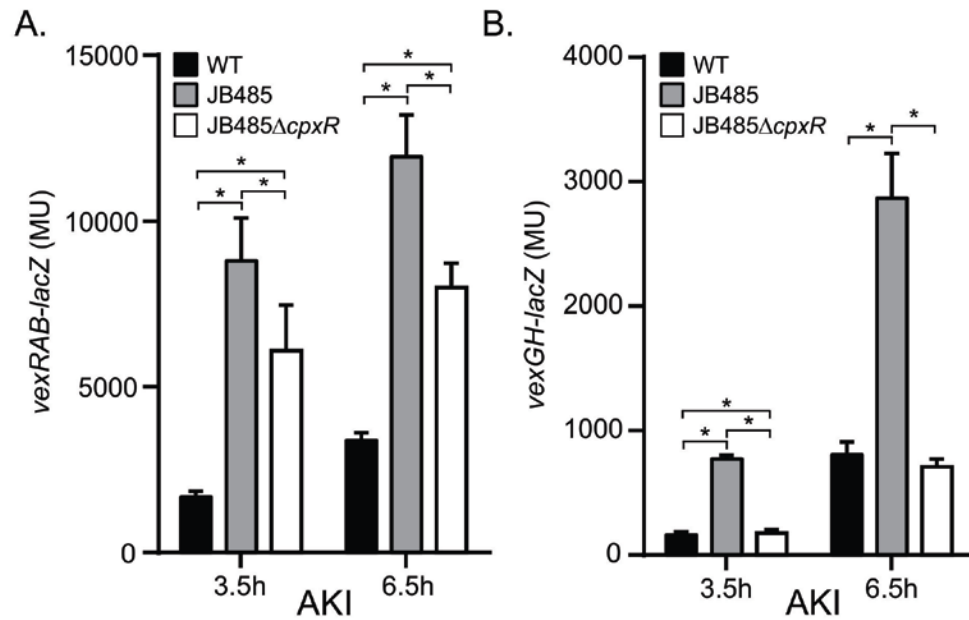 A.
15000
10000
5000
0
vexRAB-lacZ (MU)
WT
JB485
JB485ΔcpxR
*
*
*
*
*
*
3.5h
6.5h
AKI
B.
4000
3000
2000
1000
0
vexGH-lacZ (MU)
WT
JB485
JB485ΔcpxR
*
*
*
*
*
3.5h
6.5h
AKI